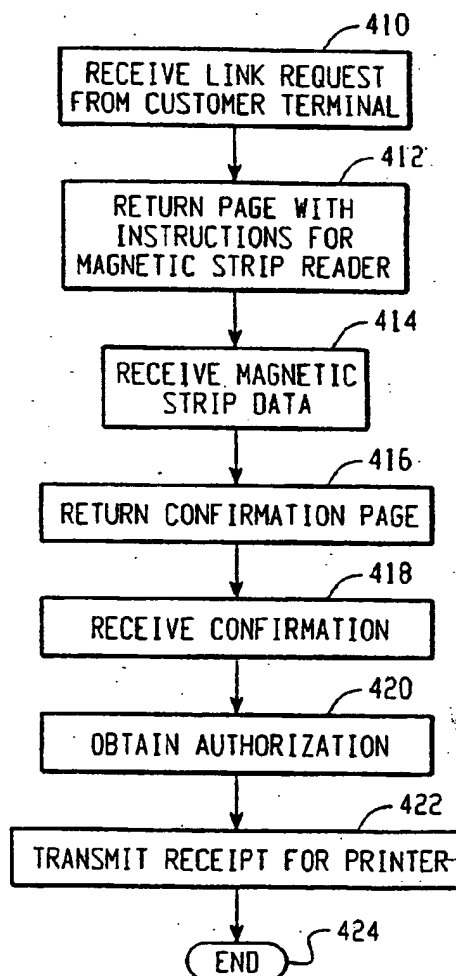 410
RECEIVE LINK REQUEST
FROM CUSTOMER TERMINAL
412
RETURN PAGE WITH
INSTRUCTIONS FOR
MAGNETIC STRIP READER
414
RECEIVE MAGNETIC
STRIP DATA
416
RETURN CONFIRMATION PAGE
418
RECEIVE CONFIRMATION
420
OBTAIN AUTHORIZATION
422
TRANSMIT RECEIPT FOR PRINTER
424
END